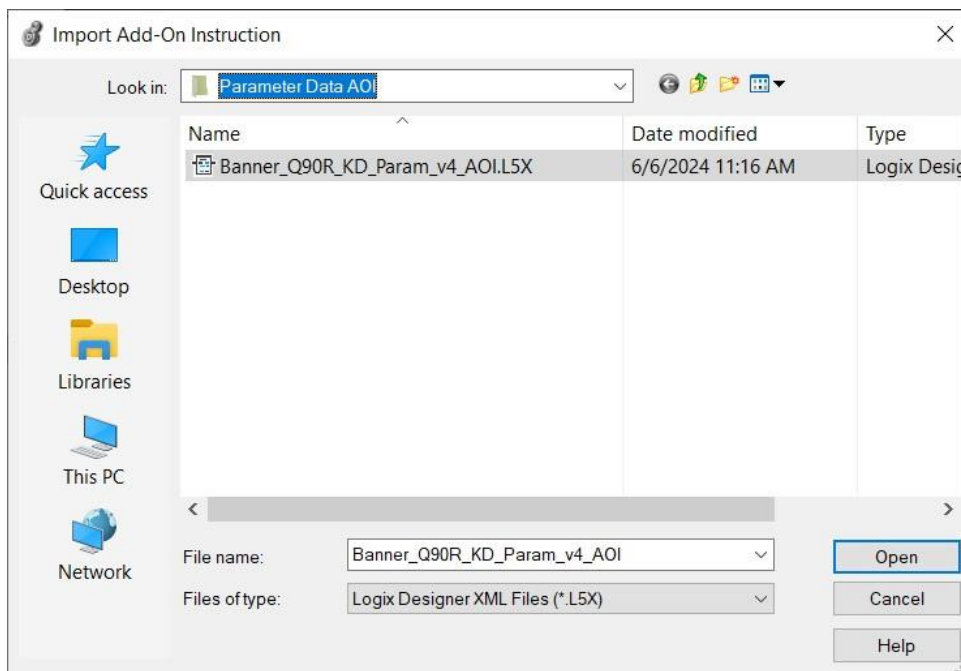 Import Add-On Instruction
Look in:
Parameter Data AOI
Name
Date modified
Type
Banner_Q90R_KD_Param_v4_AOI.L5X
6/6/2024 11:16 AM
Logix Desig
Quick access
Desktop
Libraries
This PC
Network
File name:
Banner_Q90R_KD_Param_v4_AOI
Open
Files of type:
Logix Designer XML Files (*.L5X)
Cancel
Help